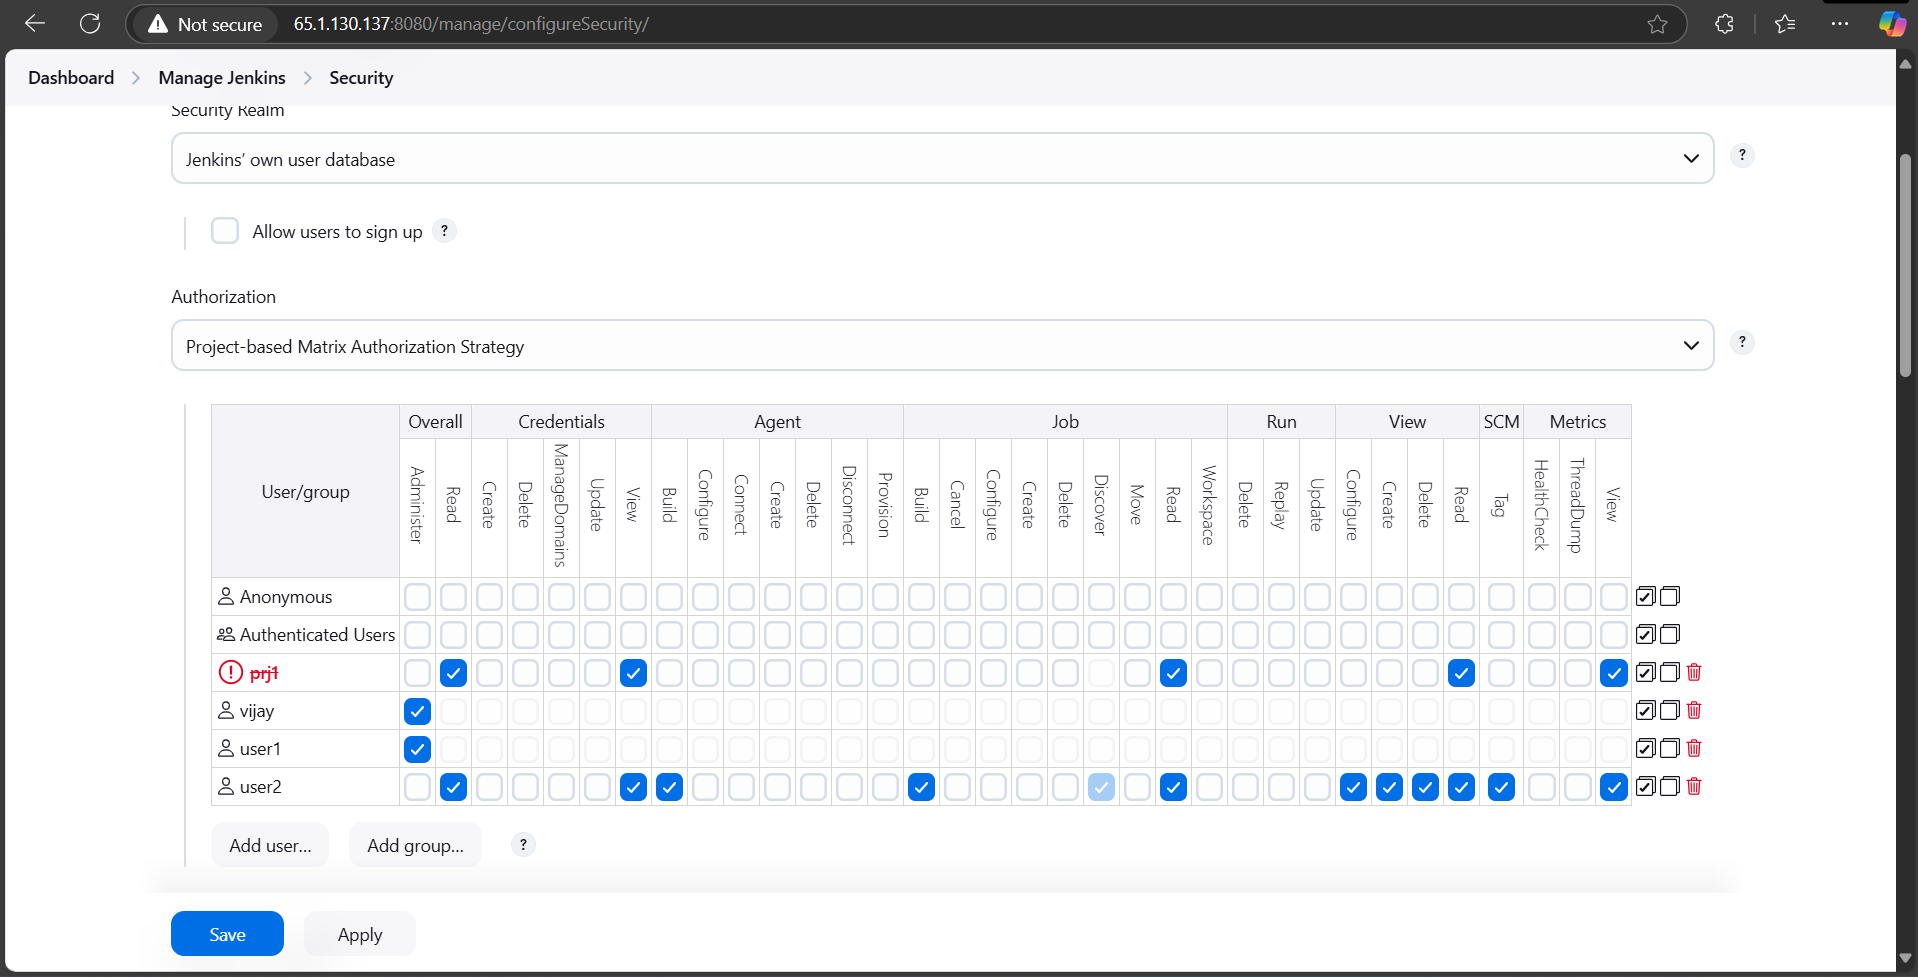 Not secure 65.1.130.137:8080/manage/configureSecurity/
Dashboard > Manage Jenkins > Security
Security Realm
Jenkins' own user database
?
Allow users to sign up ?
Authorization
Project-based Matrix Authorization Strategy
?
User/group Overall Credentials Agent Job Run View SCM Metrics
Administer Read Create Delete ManageDomains Update View Build Configure Connect Create Delete Disconnect Provision Build Cancel Configure Create Delete Discover Move Read Workspace Delete Replay Update Configure Create Delete Read Tag HealthCheck ThreadDump View
Anonymous
Authenticated Users
prj1
vijay
user1
user2
Add user... Add group... ?
Save Apply